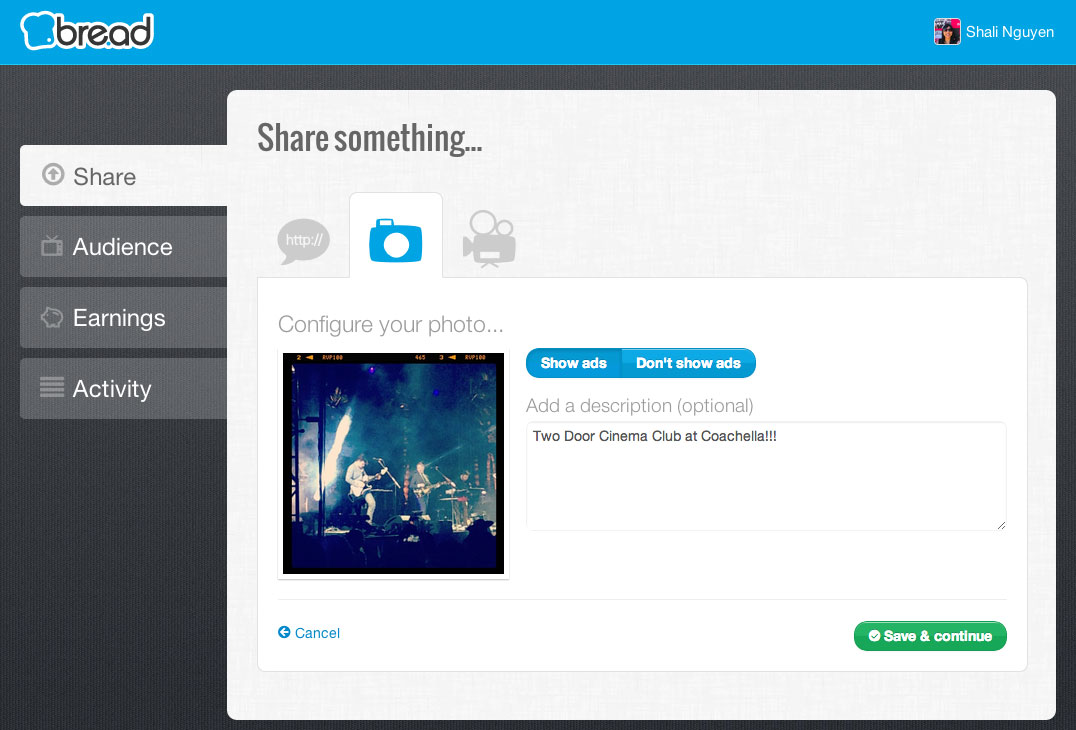 bread
Shali Nguyen
Share something...
Share
Audience
Earnings
Activity
http://
Configure your photo...
2 RVP100 465 3 RVP100
Show ads Don't show ads
Add a description (optional)
Two Door Cinema Club at Coachella!!!
Cancel
Save & continue